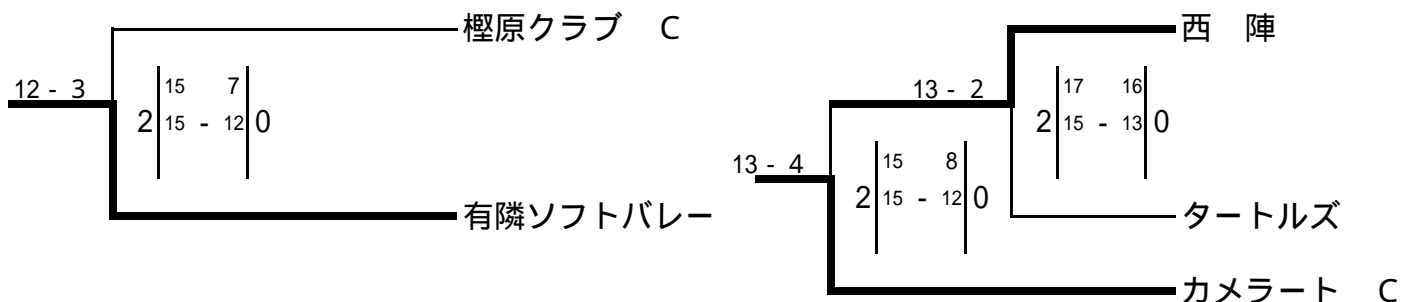 樫原クラブ　C
12 - 3
15 7
2 15 - 12 0
有隣ソフトバレー
西　陣
13 - 2
17 16
2 15 - 13 0
13 - 4
15 8
2 15 - 12 0
タートルズ
カメラート　C